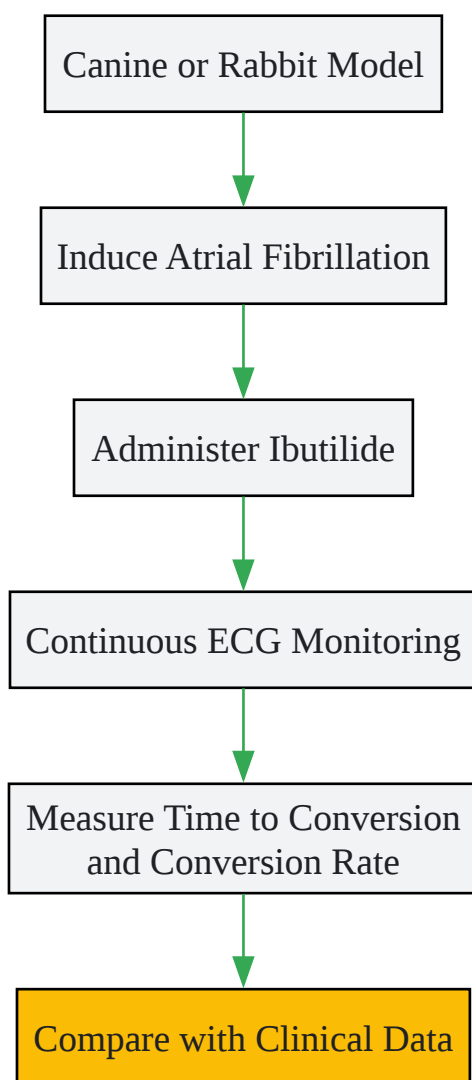 Canine or Rabbit Model
Induce Atrial Fibrillation
Administer Ibutilide
Continuous ECG Monitoring
Measure Time to Conversion
and Conversion Rate
Compare with Clinical Data